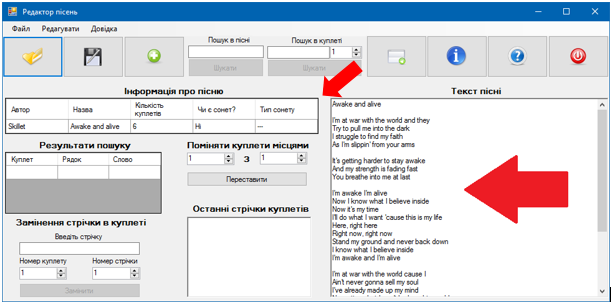 Редактор пісень
Файл Редагувати Довідка
Пошук в пісні Пошук в куплеті
1
Шукати Шукати
Інформація про пісню
Автор Назва Кількість куплетів Чи є сонет? Тип сонету
Skillet Awake and alive 6 Ні ---
Результати пошуку
Куплет Рядок Слово
Поміняти куплети місцями
1 З 1
Переставити
Замінення стрічки в куплеті
Введіть стрічку
Номер куплету Номер стрічки
1 1
Замінити
Останні стрічки куплетів
Текст пісні
Awake and alive
I'm at war with the world and they
Try to pull me into the dark
I struggle to find my faith
As I'm slippin' from your arms
It's getting harder to stay awake
And my strength is fading fast
You breathe into me at last
I'm awake I'm alive
Now I know what I believe inside
Now it's my time
I'll do what I want 'cause this is my life
Here, right here
Right now, right now
Stand my ground and never back down
I know what I believe inside
I'm awake and I'm alive
I'm at war with the world cause I
Ain't never gonna sell my soul
I've already made up my mind